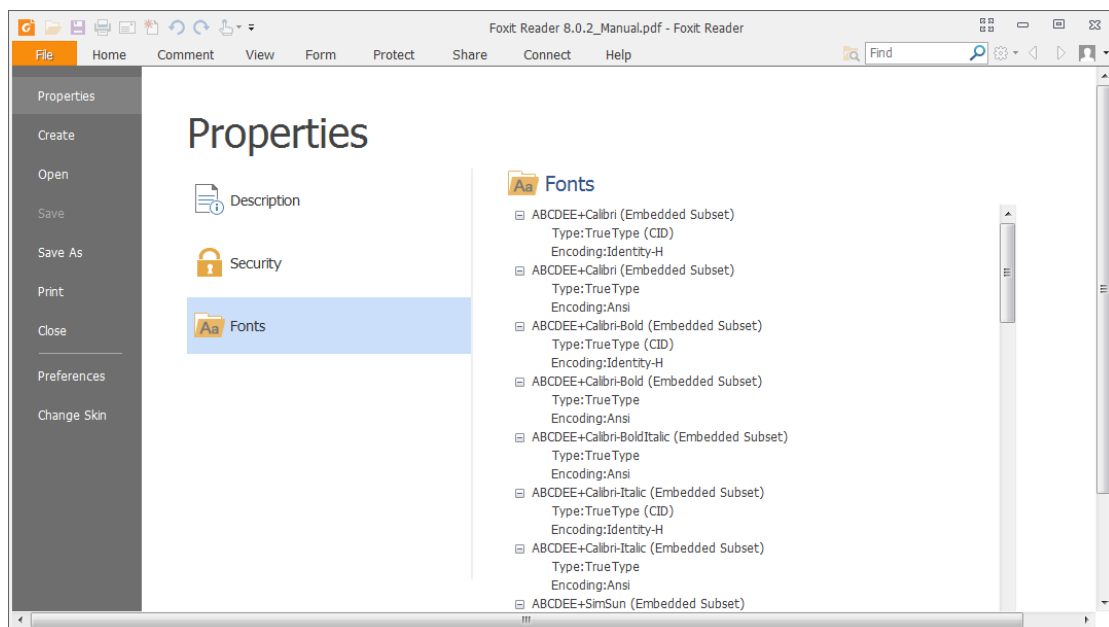 Foxit Reader 8.0.2_Manual.pdf - Foxit Reader
File Home Comment View Form Protect Share Connect Help Find
Properties
Create
Open
Save
Save As
Print
Close
Preferences
Change Skin
Properties
Description
Security
Aa Fonts
Aa Fonts
ABCDEE+Calibri (Embedded Subset)
Type:TrueType (CID)
Encoding:Identity-H
ABCDEE+Calibri (Embedded Subset)
Type:TrueType
Encoding:Ansi
ABCDEE+Calibri-Bold (Embedded Subset)
Type:TrueType (CID)
Encoding:Identity-H
ABCDEE+Calibri-Bold (Embedded Subset)
Type:TrueType
Encoding:Ansi
ABCDEE+Calibri-BoldItalic (Embedded Subset)
Type:TrueType
Encoding:Ansi
ABCDEE+Calibri-Italic (Embedded Subset)
Type:TrueType (CID)
Encoding:Identity-H
ABCDEE+Calibri-Italic (Embedded Subset)
Type:TrueType
Encoding:Ansi
ABCDEE+SimSun (Embedded Subset)